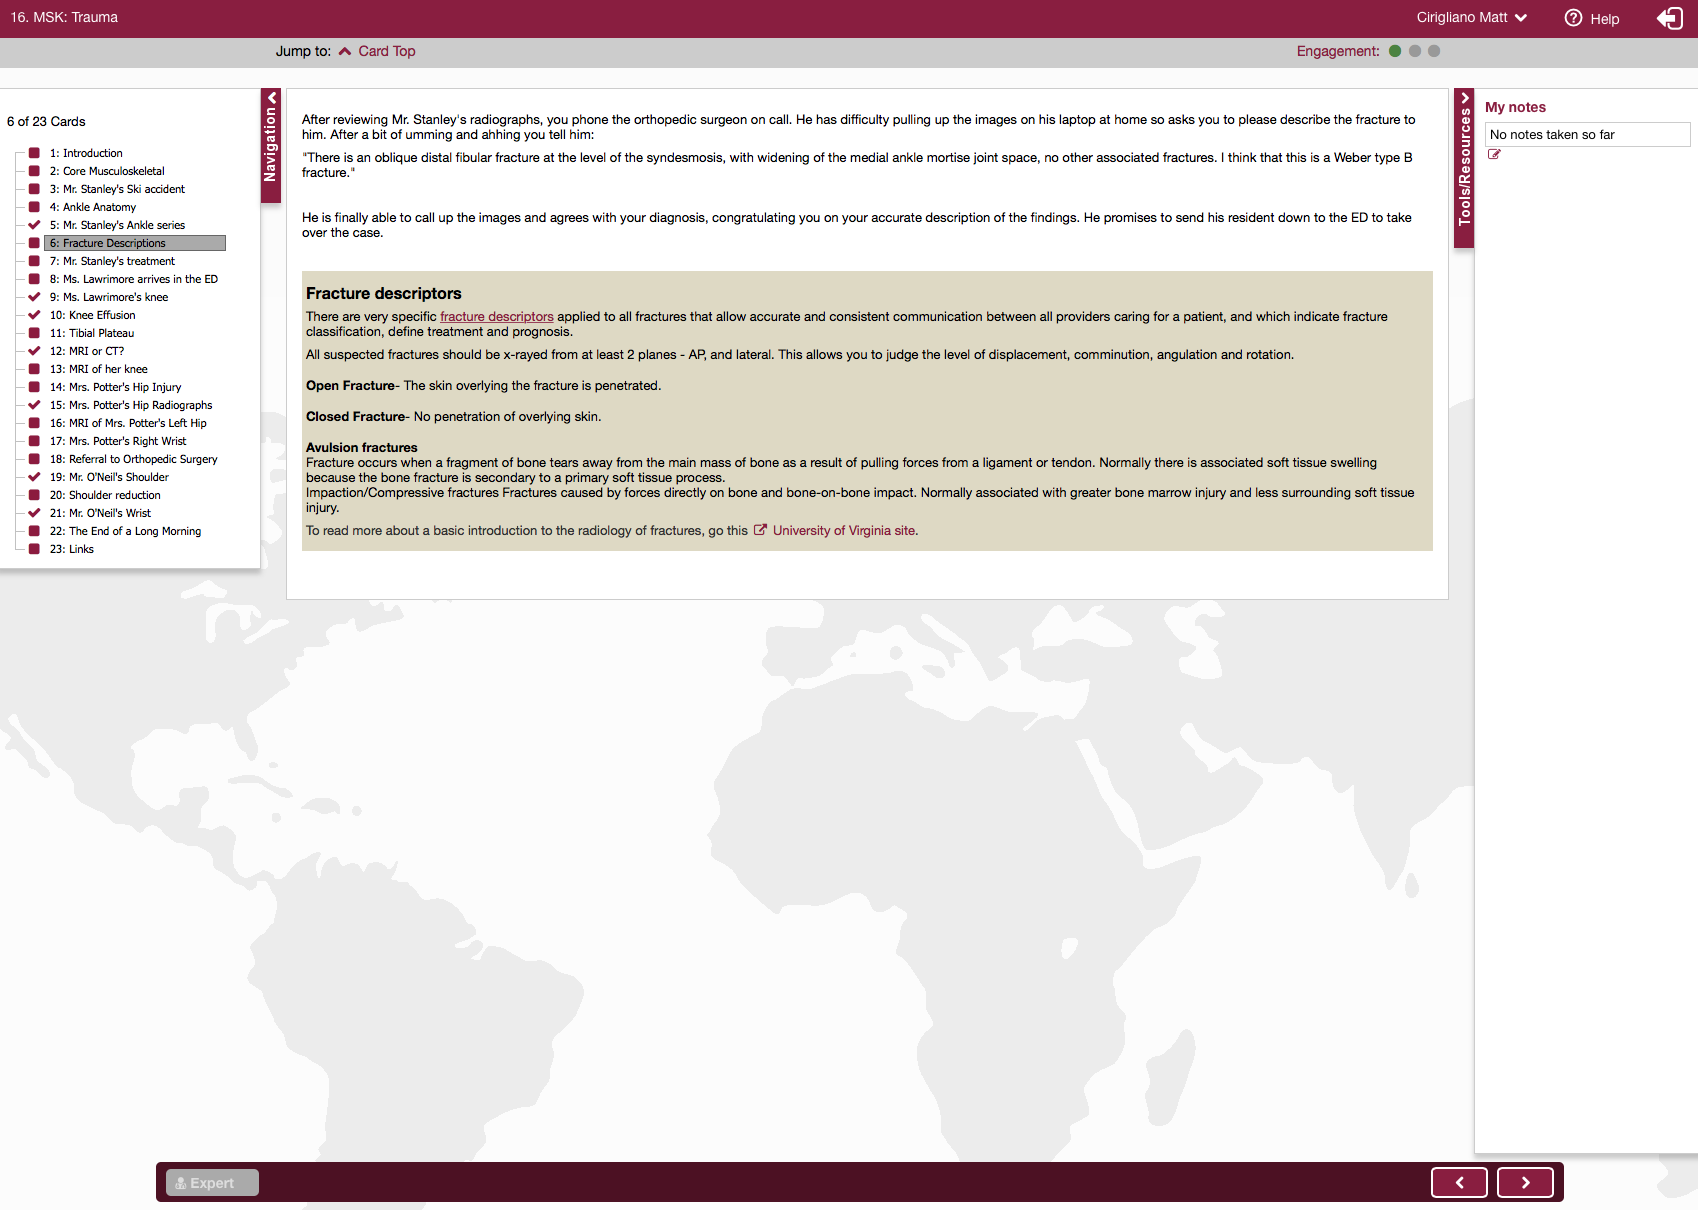 16. MSK: Trauma
Cirigliano Matt
Help
Jump to: Card Top
Engagement:
6 of 23 Cards
1: Introduction
2: Core Musculoskeletal
3: Mr. Stanley's Ski accident
4: Ankle Anatomy
5: Mr. Stanley's Ankle series
6: Fracture Descriptions
7: Mr. Stanley's treatment
8: Ms. Lawrimore arrives in the ED
9: Ms. Lawrimore's knee
10: Knee Effusion
11: Tibial Plateau
12: MRI or CT?
13: MRI of her knee
14: Mrs. Potter's Hip Injury
15: Mrs. Potter's Hip Radiographs
16: MRI of Mrs. Potter's Left Hip
17: Mrs. Potter's Right Wrist
18: Referral to Orthopedic Surgery
19: Mr. O'Neil's Shoulder
20: Shoulder reduction
21: Mr. O'Neil's Wrist
22: The End of a Long Morning
23: Links
Navigation
After reviewing Mr. Stanley's radiographs, you phone the orthopedic surgeon on call. He has difficulty pulling up the images on his laptop at home so asks you to please describe the fracture to
him. After a bit of umming and ahhing you tell him:
"There is an oblique distal fibular fracture at the level of the syndesmosis, with widening of the medial ankle mortise joint space, no other associated fractures. I think that this is a Weber type B
fracture."
He is finally able to call up the images and agrees with your diagnosis, congratulating you on your accurate description of the findings. He promises to send his resident down to the ED to take
over the case.
Fracture descriptors
There are very specific fracture descriptors applied to all fractures that allow accurate and consistent communication between all providers caring for a patient, and which indicate fracture
classification, define treatment and prognosis.
All suspected fractures should be x-rayed from at least 2 planes - AP, and lateral. This allows you to judge the level of displacement, comminution, angulation and rotation.
Open Fracture- The skin overlying the fracture is penetrated.
Closed Fracture- No penetration of overlying skin.
Avulsion fractures
Fracture occurs when a fragment of bone tears away from the main mass of bone as a result of pulling forces from a ligament or tendon. Normally there is associated soft tissue swelling
because the bone fracture is secondary to a primary soft tissue process.
Impaction/Compressive fractures Fractures caused by forces directly on bone and bone-on-bone impact. Normally associated with greater bone marrow injury and less surrounding soft tissue
injury.
To read more about a basic introduction to the radiology of fractures, go this University of Virginia site.
Tools/Resources
My notes
No notes taken so far
Expert